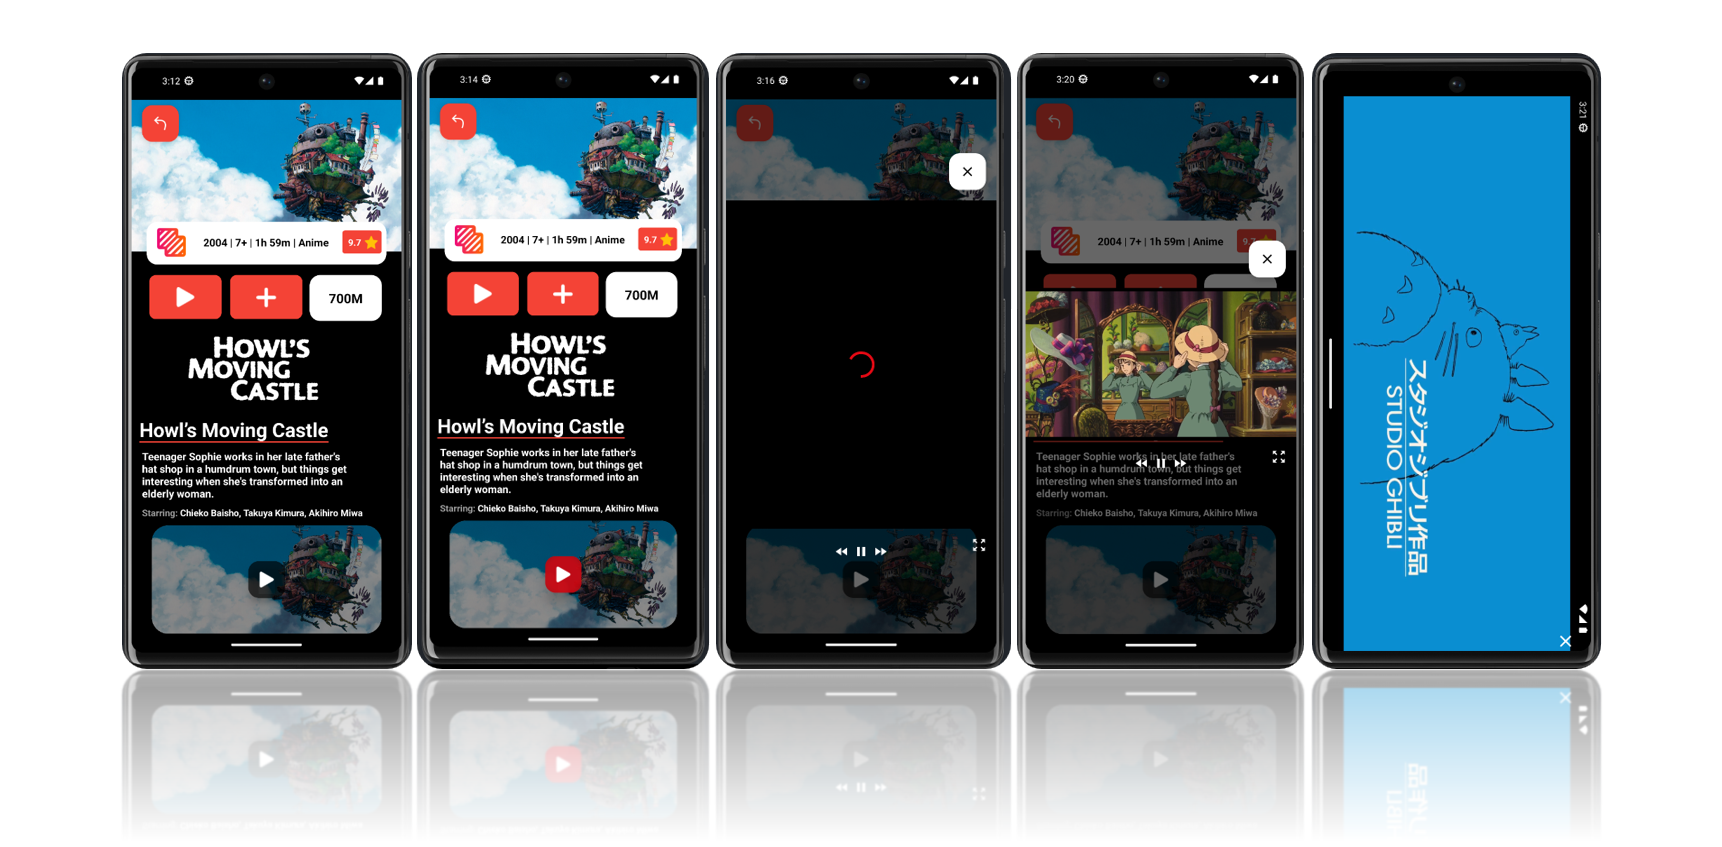 3:12
2004 | 7+ | 1h 59m | Anime
9.7
700M
HOWL'S
MOVING
CASTLE
Howl's Moving Castle
Teenager Sophie works in her late father's
hat shop in a humdrum town, but things get
interesting when she's transformed into an
elderly woman.
Starring: Chieko Baisho, Takuya Kimura, Akihiro Miwa
3:14
2004 | 7+ | 1h 59m | Anime
9.7
700M
HOWL'S
MOVING
CASTLE
Howl's Moving Castle
Teenager Sophie works in her late father's
hat shop in a humdrum town, but things get
interesting when she's transformed into an
elderly woman.
Starring: Chieko Baisho, Takuya Kimura, Akihiro Miwa
3:16
3:20
2004 | 7+ | 1h 59m | Anime
Teenager Sophie works in her late father's
hat shop in a humdrum town, but things get
interesting when she's transformed into an
elderly woman.
Starring: Chieko Baisho, Takuya Kimura, Akihiro Miwa
3:21
スタジオジブリ作品
STUDIO GHIBLI